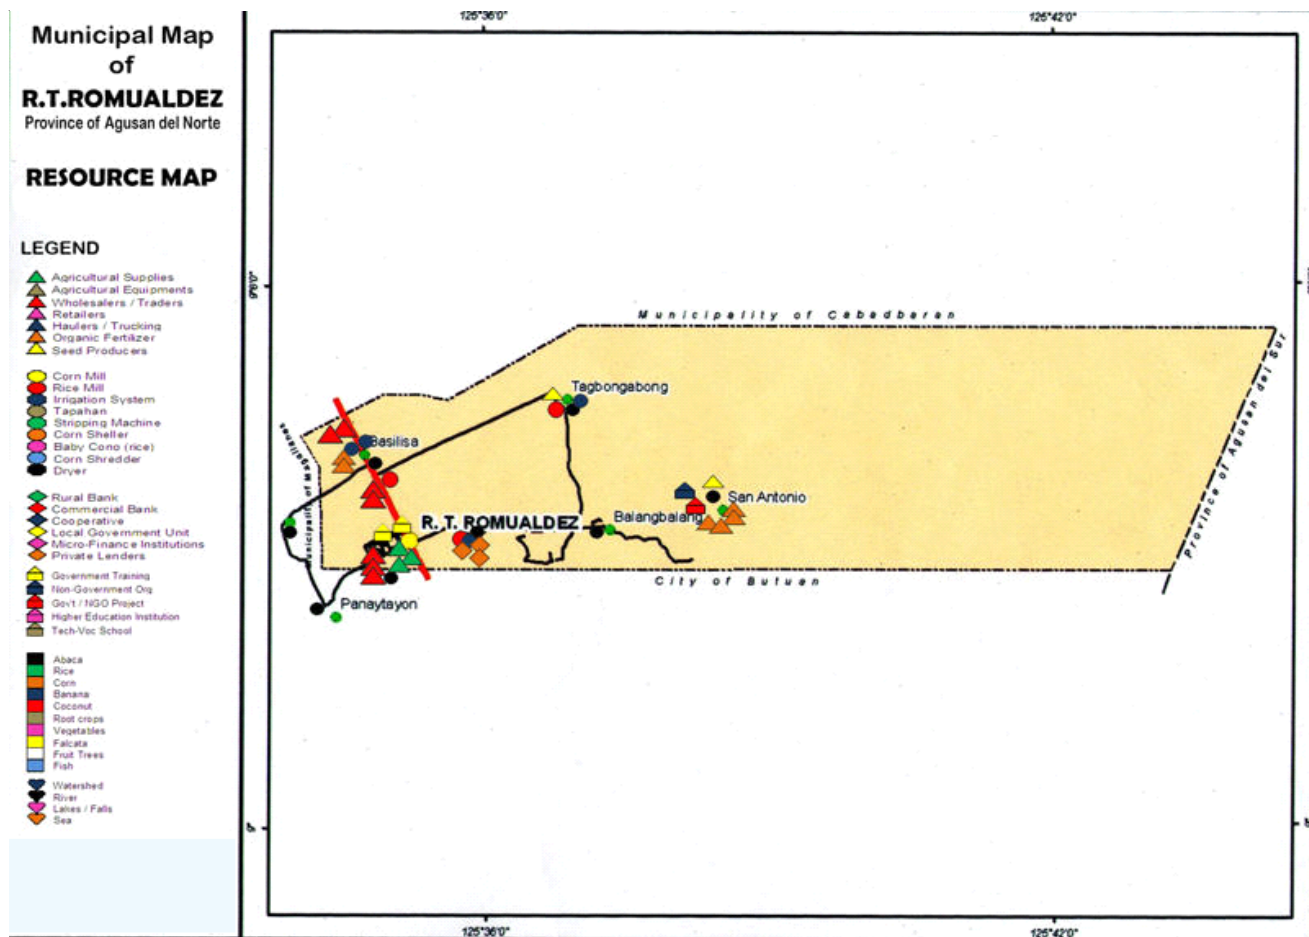 Municipal Map
of
R.T.ROMUALDEZ
Province of Agusan del Norte
RESOURCE MAP
LEGEND
Agricultural Supplies
Agricultural Equipments
Wholesalers / Traders
Retailers
Haulers / Trucking
Organic Fertilizer
Seed Producers
Corn Mill
Rice Mill
Irrigation System
Tapahan
Stripping Machine
Corn Sheller
Baby Cono (rice)
Corn Shredder
Dryer
Rural Bank
Commercial Bank
Cooperative
Local Government Unit
Micro-Finance Institutions
Private Lenders
Government Training
Non-Government Org
Gov't / NGO Project
Higher Education Institution
Tech-Voc School
Abaca
Rice
Corn
Banana
Coconut
Root crops
Vegetables
Falcata
Fruit Trees
Fish
Watershed
River
Lakes / Falls
Sea
125°36'0"
125°42'0"
9°6'0"
Municipality of Cabadbaran
Province of Agusan del Sur
Tagbongabong
Basilisa
Municipality of Magallanes
San Antonio
R. T. ROMUALDEZ
Balangbalang
City of Butuan
Panaytayon
9°
125°36'0"
125°42'0"